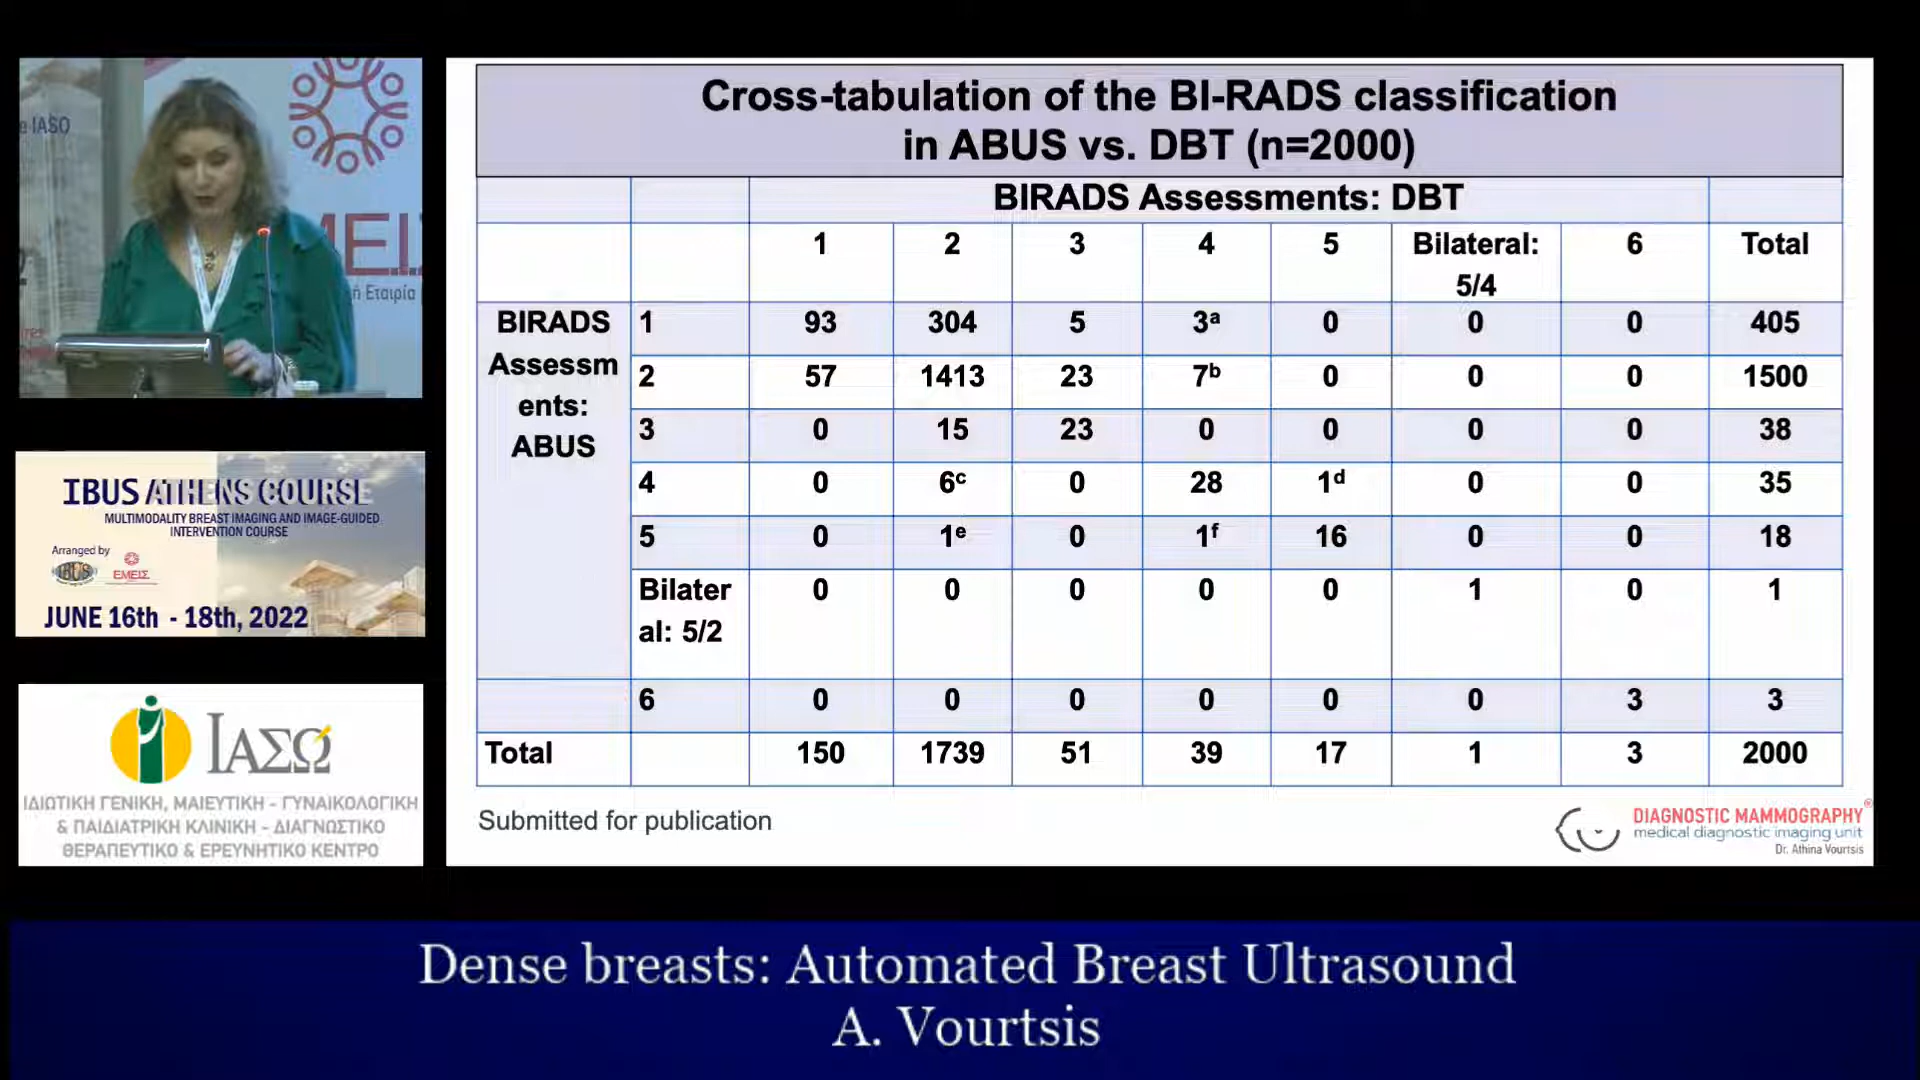 e IASO
ΜΕΙΣ
ή Εταιρία
IBUS ATHENS COURSE
MULTIMODALITY BREAST IMAGING AND IMAGE-GUIDED
INTERVENTION COURSE
Arranged by
IBUS
ΕΜΕΙΣ
JUNE 16th - 18th, 2022
ΙΑΣΩ
ΙΔΙΩΤΙΚΗ ΓΕΝΙΚΗ, ΜΑΙΕΥΤΙΚΗ - ΓΥΝΑΙΚΟΛΟΓΙΚΗ
& ΠΑΙΔΙΑΤΡΙΚΗ ΚΛΙΝΙΚΗ - ΔΙΑΓΝΩΣΤΙΚΟ
ΘΕΡΑΠΕΥΤΙΚΟ & ΕΡΕΥΝΗΤΙΚΟ ΚΕΝΤΡΟ
Cross-tabulation of the BI-RADS classification
in ABUS vs. DBT (n=2000)
BIRADS Assessments: DBT
1 2 3 4 5 Bilateral: 5/4 6 Total
BIRADS
Assessm
ents:
ABUS
1 93 304 5 3ᵃ 0 0 0 405
2 57 1413 23 7ᵇ 0 0 0 1500
3 0 15 23 0 0 0 0 38
4 0 6ᶜ 0 28 1ᵈ 0 0 35
5 0 1ᵉ 0 1ᶠ 16 0 0 18
Bilater
al: 5/2 0 0 0 0 0 1 0 1
6 0 0 0 0 0 0 3 3
Total 150 1739 51 39 17 1 3 2000
Submitted for publication
DIAGNOSTIC MAMMOGRAPHY®
medical diagnostic imaging unit
Dr. Athina Vourtsis
Dense breasts: Automated Breast Ultrasound
A. Vourtsis